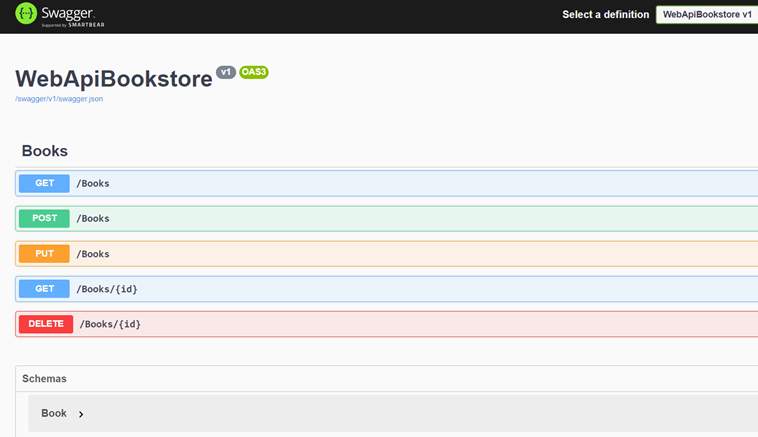 Swagger. Select a definition WebApiBookstore v1
Supported by SMARTBEAR
WebApiBookstore v1 OAS3
/swagger/v1/swagger.json
Books
GET /Books
POST /Books
PUT /Books
GET /Books/{id}
DELETE /Books/{id}
Schemas
Book